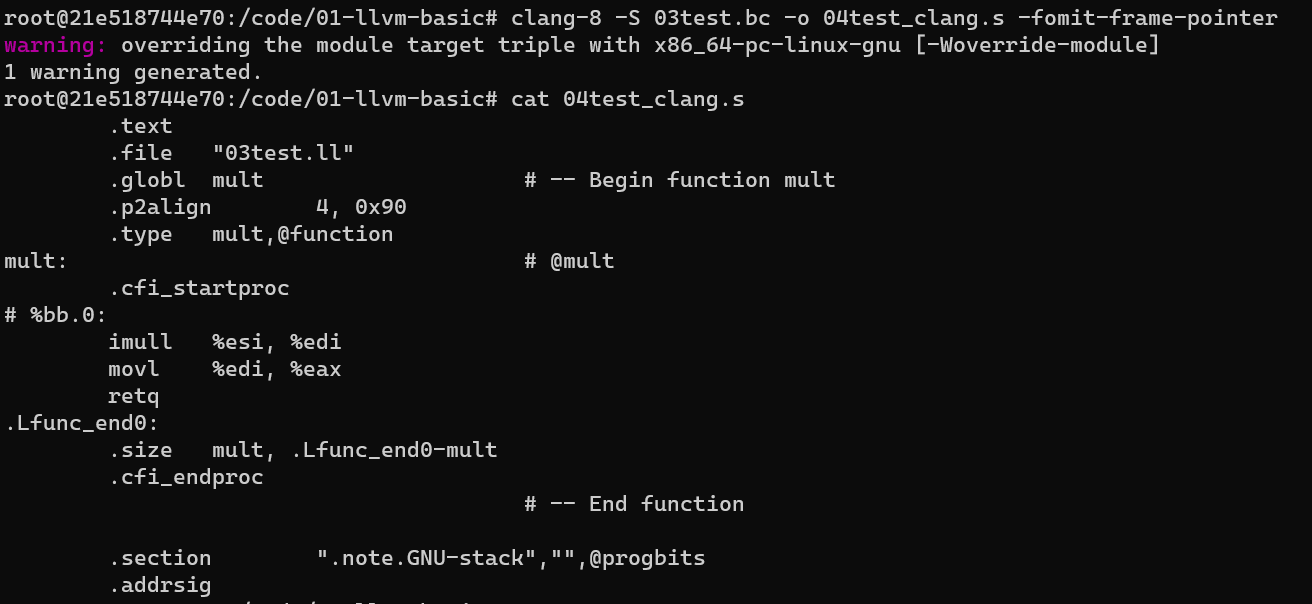 root@21e518744e70:/code/01-llvm-basic# clang-8 -S 03test.bc -o 04test_clang.s -fomit-frame-pointer
warning: overriding the module target triple with x86_64-pc-linux-gnu [-Woverride-module]
1 warning generated.
root@21e518744e70:/code/01-llvm-basic# cat 04test_clang.s
        .text
        .file   "03test.ll"
        .globl  mult                    # -- Begin function mult
        .p2align        4, 0x90
        .type   mult,@function
mult:                                   # @mult
        .cfi_startproc
# %bb.0:
        imull   %esi, %edi
        movl    %edi, %eax
        retq
.Lfunc_end0:
        .size   mult, .Lfunc_end0-mult
        .cfi_endproc
                                        # -- End function
        .section        ".note.GNU-stack","",@progbits
        .addrsig